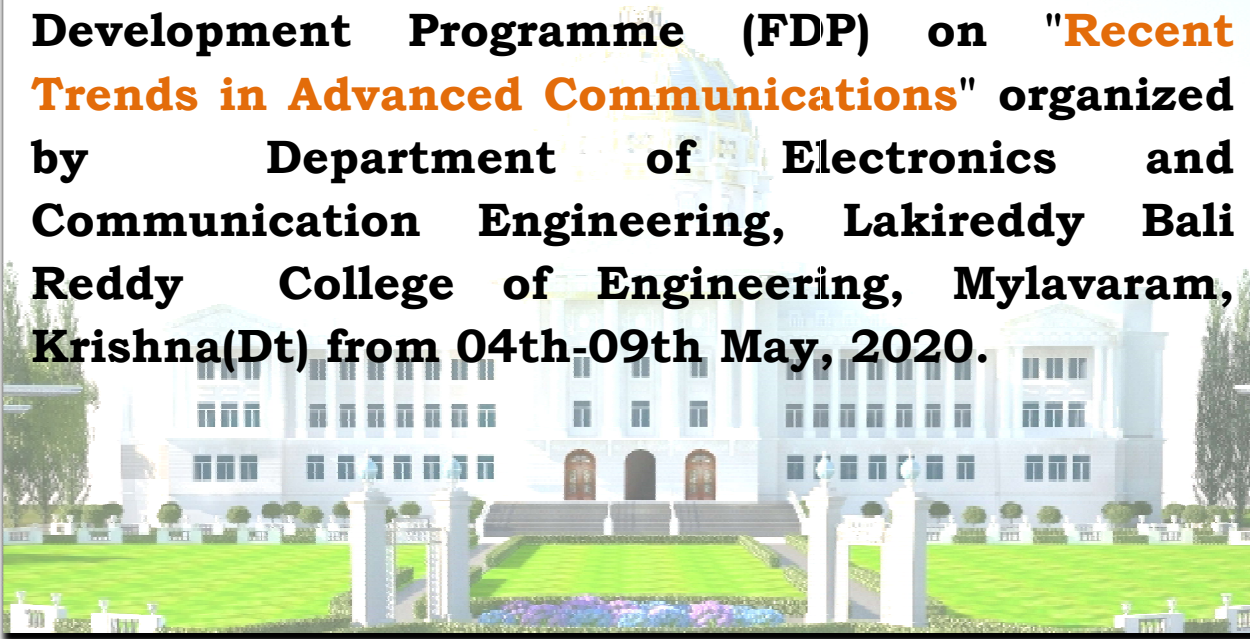 Development Programme (FDP) on "Recent
Trends in Advanced Communications" organized
by Department of Electronics and
Communication Engineering, Lakireddy Bali
Reddy College of Engineering, Mylavaram,
Krishna(Dt) from 04th-09th May, 2020.